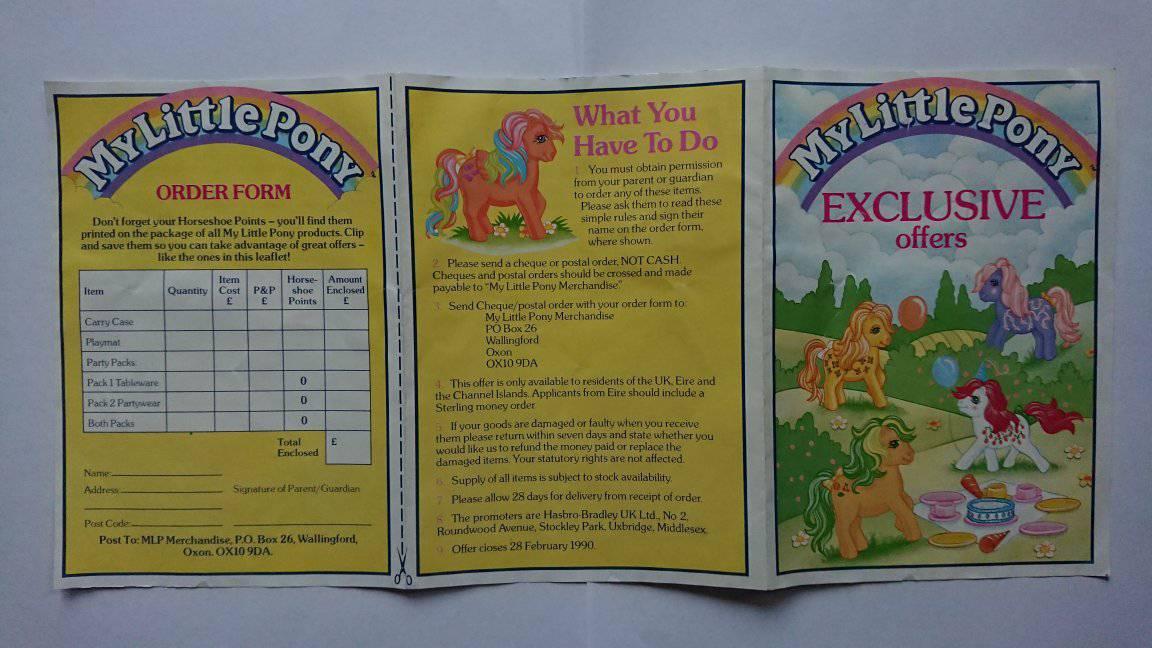 My Little Pony
ORDER FORM
Don't forget your Horseshoe Points – you'll find them
printed on the package of all My Little Pony products. Clip
and save them so you can take advantage of great offers –
like the ones in this leaflet!
Item Quantity Item Cost £ P&P £ Horse-shoe Points Amount Enclosed £
Carry Case
Playmat
Party Packs:
Pack 1 Tableware 0
Pack 2 Partywear 0
Both Packs 0
Total Enclosed £
Name:
Address:
Signature of Parent/Guardian
Post Code:
Post To: MLP Merchandise, P.O. Box 26, Wallingford,
Oxon. OX10 9DA.
What You
Have To Do
1. You must obtain permission
from your parent or guardian
to order any of these items.
Please ask them to read these
simple rules and sign their
name on the order form,
where shown.
2. Please send a cheque or postal order, NOT CASH.
Cheques and postal orders should be crossed and made
payable to "My Little Pony Merchandise"
3. Send Cheque/postal order with your order form to:
My Little Pony Merchandise
PO Box 26
Wallingford
Oxon
OX10 9DA
4. This offer is only available to residents of the UK, Eire and
the Channel Islands. Applicants from Eire should include a
Sterling money order
5. If your goods are damaged or faulty when you receive
them please return within seven days and state whether you
would like us to refund the money paid or replace the
damaged items. Your statutory rights are not affected.
6. Supply of all items is subject to stock availability.
7. Please allow 28 days for delivery from receipt of order.
8. The promoters are Hasbro-Bradley UK Ltd., No 2,
Roundwood Avenue, Stockley Park, Uxbridge, Middlesex.
9. Offer closes 28 February 1990.
My Little Pony
EXCLUSIVE
offers